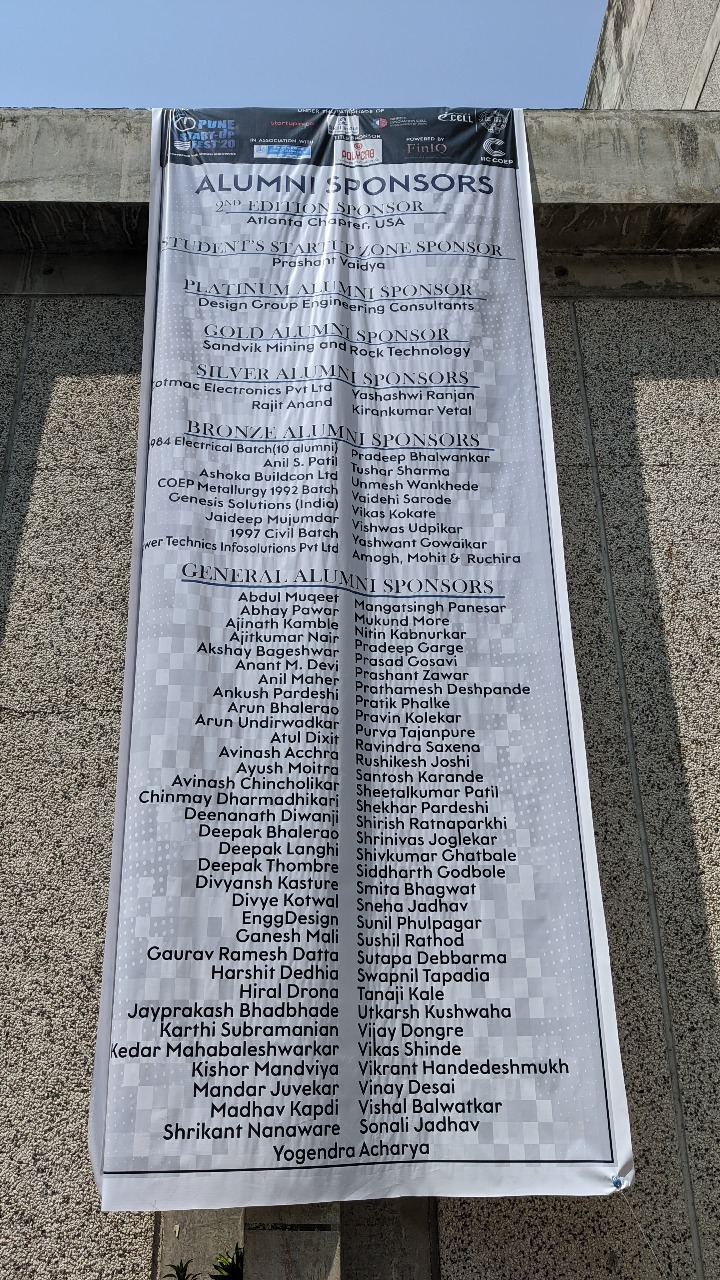 UNDER THE PATRONAGE OF
PUNE
START-UP
FEST'20
startupindia
CELL
IN ASSOCIATION WITH
TITLE SPONSOR
POLYCAB
POWERED BY
FinIQ
IIC COEP
ALUMNI SPONSORS
2ND EDITION SPONSOR
Atlanta Chapter, USA
STUDENT'S STARTUP ZONE SPONSOR
Prashant Vaidya
PLATINUM ALUMNI SPONSOR
Design Group Engineering Consultants
GOLD ALUMNI SPONSOR
Sandvik Mining and Rock Technology
SILVER ALUMNI SPONSORS
otmac Electronics Pvt Ltd
Rajit Anand
Yashashwi Ranjan
Kirankumar Vetal
BRONZE ALUMNI SPONSORS
984 Electrical Batch(10 alumni)
Anil S. Patil
Ashoka Buildcon Ltd
COEP Metallurgy 1992 Batch
Genesis Solutions (India)
Jaideep Mujumdar
1997 Civil Batch
wer Technics Infosolutions Pvt Ltd
Pradeep Bhalwankar
Tushar Sharma
Unmesh Wankhede
Vaidehi Sarode
Vikas Kokate
Vishwas Udpikar
Yashwant Gowaikar
Amogh, Mohit & Ruchira
GENERAL ALUMNI SPONSORS
Abdul Muqeet
Abhay Pawar
Ajinath Kamble
Ajitkumar Nair
Akshay Bageshwar
Anant M. Devi
Anil Maher
Ankush Pardeshi
Arun Bhalerao
Arun Undirwadkar
Atul Dixit
Avinash Acchra
Ayush Moitra
Avinash Chincholikar
Chinmay Dharmadhikari
Deenanath Diwanji
Deepak Bhalerao
Deepak Langhi
Deepak Thombre
Divyansh Kasture
Divye Kotwal
EnggDesign
Ganesh Mali
Gaurav Ramesh Datta
Harshit Dedhia
Hiral Drona
Jayprakash Bhadbhade
Karthi Subramanian
Kedar Mahabaleshwarkar
Kishor Mandviya
Mandar Juvekar
Madhav Kapdi
Shrikant Nanaware
Mangatsingh Panesar
Mukund More
Nitin Kabnurkar
Pradeep Garge
Prasad Gosavi
Prashant Zawar
Prathamesh Deshpande
Pratik Phalke
Pravin Kolekar
Purva Tajanpure
Ravindra Saxena
Rushikesh Joshi
Santosh Karande
Sheetalkumar Patil
Shekhar Pardeshi
Shirish Ratnaparkhi
Shrinivas Joglekar
Shivkumar Ghatbale
Siddharth Godbole
Smita Bhagwat
Sneha Jadhav
Sunil Phulpagar
Sushil Rathod
Sutapa Debbarma
Swapnil Tapadia
Tanaji Kale
Utkarsh Kushwaha
Vijay Dongre
Vikas Shinde
Vikrant Handedeshmukh
Vinay Desai
Vishal Balwatkar
Sonali Jadhav
Yogendra Acharya